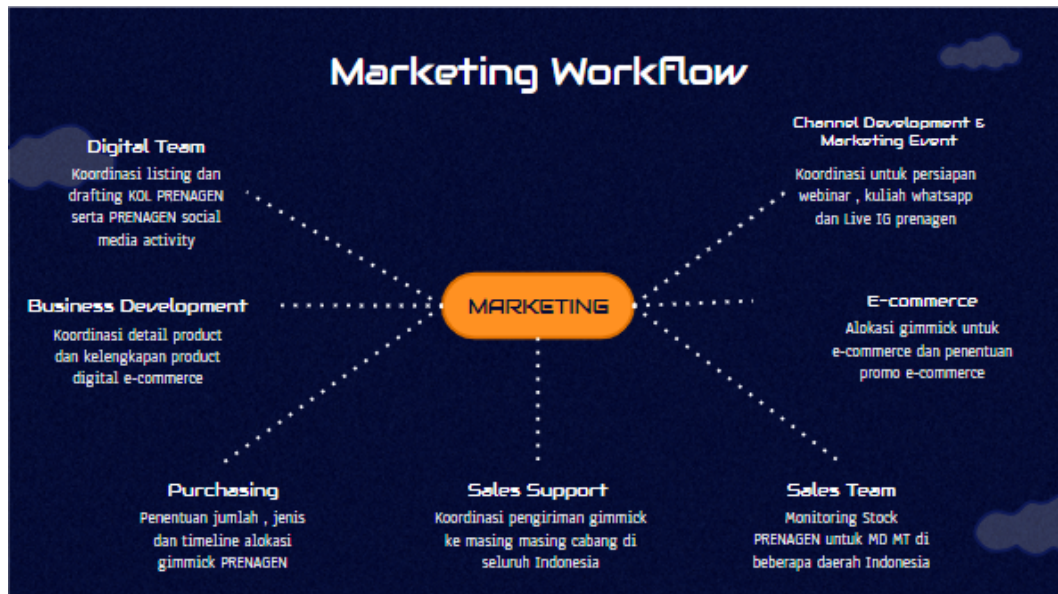 Marketing Workflow
Digital Team
Koordinasi listing dan
drafting KOL PRENAGEN
serta PRENAGEN social
media activity
Channel Development &
Marketing Event
Koordinasi untuk persiapan
webinar , kuliah whatsapp
dan Live IG prenagen
Business Development
Koordinasi detail product
dan kelengkapan product
digital e-commerce
MARKETING
E-commerce
Alokasi gimmick untuk
e-commerce dan penentuan
promo e-commerce
Purchasing
Penentuan jumlah , jenis
dan timeline alokasi
gimmick PRENAGEN
Sales Support
Koordinasi pengiriman gimmick
ke masing masing cabang di
seluruh Indonesia
Sales Team
Monitoring Stock
PRENAGEN untuk MD MT di
beberapa daerah Indonesia